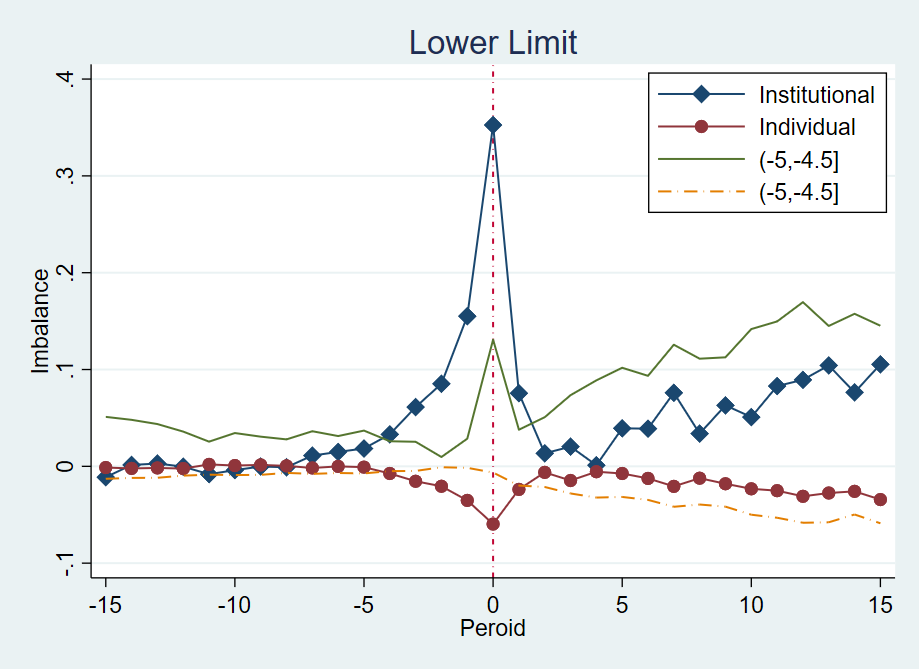 Lower Limit
Institutional
Individual
(-5,-4.5]
(-5,-4.5]
Imbalance
.4
.3
.2
.1
0
-.1
-15 -10 -5 0 5 10 15
Peroid